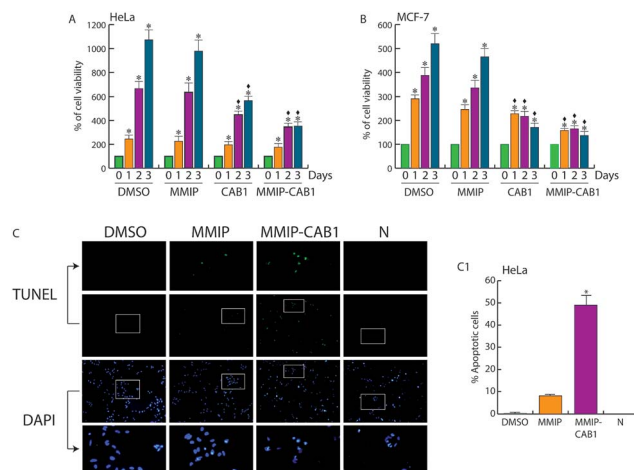 A HeLa
% of cell viability
1200
1000
800
600
400
200
0
* * * * * * * * * * * *
♦ ♦ ♦ ♦
0 1 2 3 0 1 2 3 0 1 2 3 0 1 2 3 Days
DMSO MMIP CAB1 MMIP-CAB1
B MCF-7
% of cell viability
600
500
400
300
200
100
0
* * * * * * * * * * * *
♦ ♦ ♦ ♦ ♦ ♦
0 1 2 3 0 1 2 3 0 1 2 3 0 1 2 3 Days
DMSO MMIP CAB1 MMIP-CAB1
C
DMSO MMIP MMIP-CAB1 N
TUNEL
DAPI
C1 HeLa
% Apoptotic cells
60
50
40
30
20
10
0
*
DMSO MMIP MMIP- N
CAB1